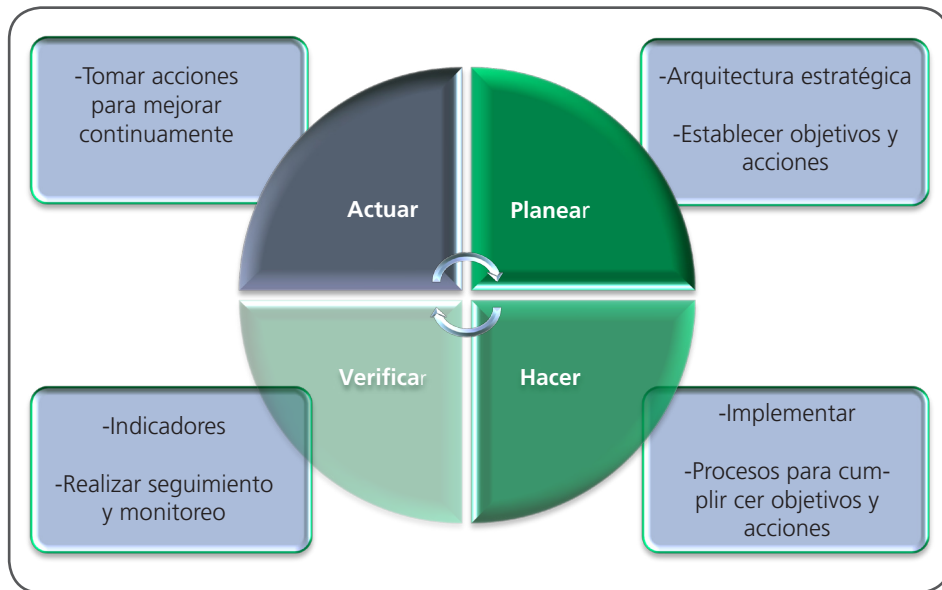 -Tomar acciones
para mejorar
continuamente
-Arquitectura estratégica
-Establecer objetivos y
acciones
Actuar
Planear
Verificar
Hacer
-Indicadores
-Realizar seguimiento
y monitoreo
-Implementar
-Procesos para cum-
plir cer objetivos y
acciones